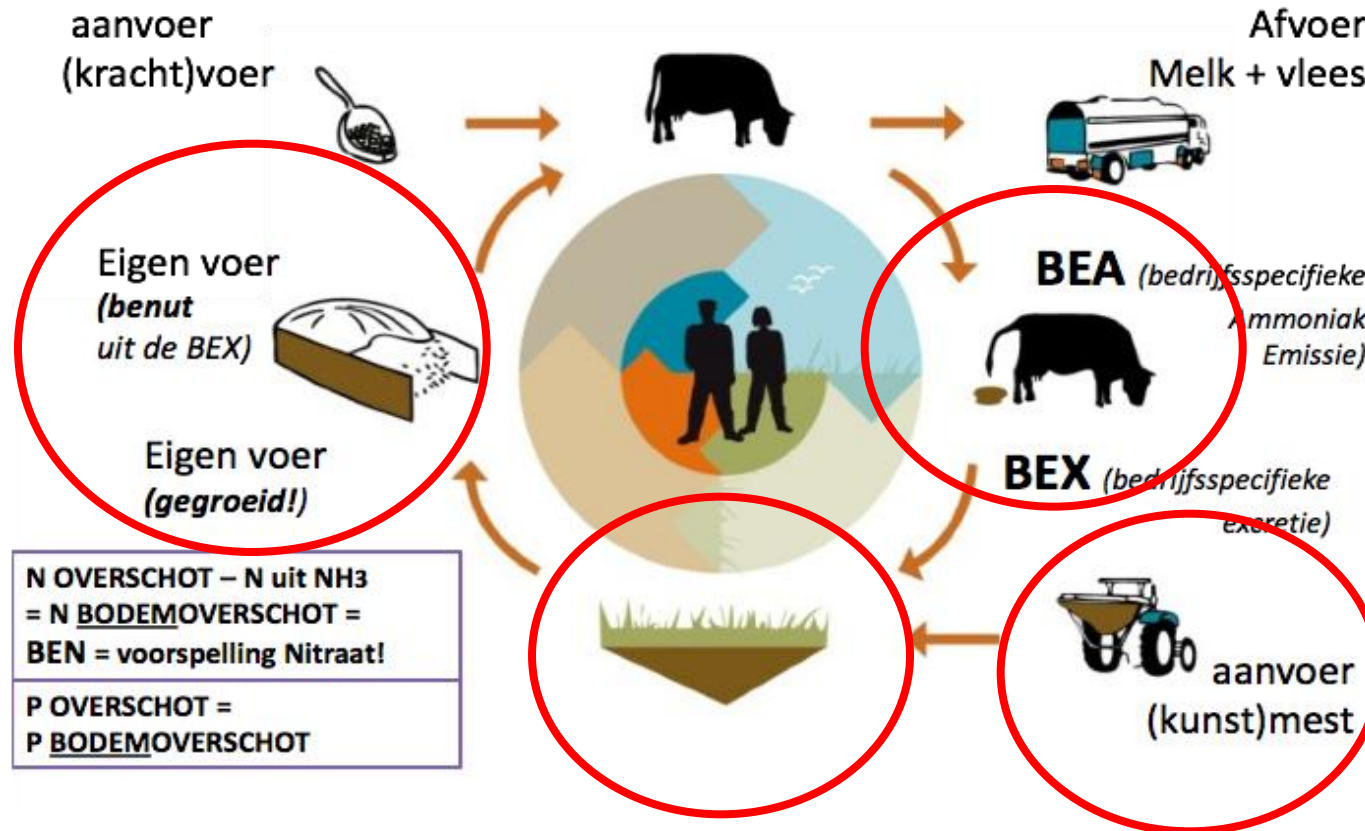 aanvoer
(kracht)voer
Afvoer
Melk + vlees
Eigen voer
(benut
uit de BEX)
Eigen voer
(gegroeid!)
BEA (bedrijfsspecifieke
Ammoniak
Emissie)
BEX (bedrijfsspecifieke
excretie)
aanvoer
(kunst)mest
N OVERSCHOT – N uit NH3
= N BODEMOVERSCHOT =
BEN = voorspelling Nitraat!
P OVERSCHOT =
P BODEMOVERSCHOT